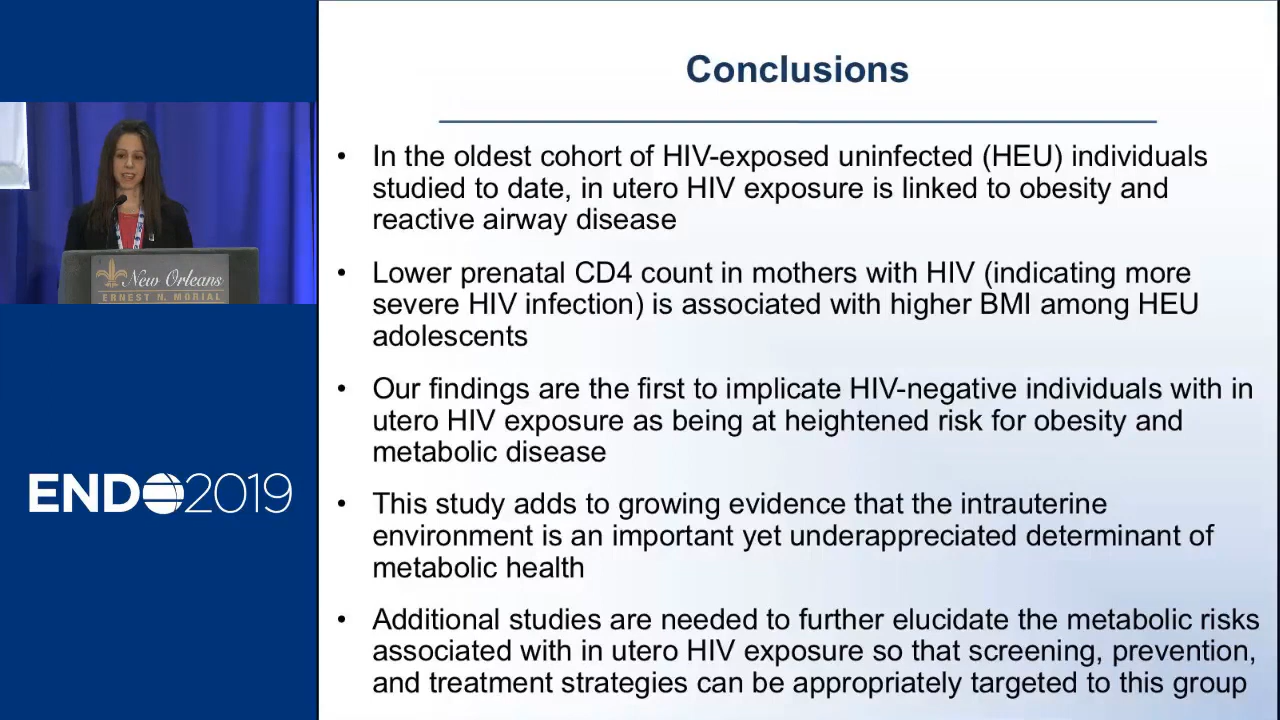 Conclusions
• In the oldest cohort of HIV-exposed uninfected (HEU) individuals
studied to date, in utero HIV exposure is linked to obesity and
reactive airway disease
• Lower prenatal CD4 count in mothers with HIV (indicating more
severe HIV infection) is associated with higher BMI among HEU
adolescents
• Our findings are the first to implicate HIV-negative individuals with in
utero HIV exposure as being at heightened risk for obesity and
metabolic disease
• This study adds to growing evidence that the intrauterine
environment is an important yet underappreciated determinant of
metabolic health
• Additional studies are needed to further elucidate the metabolic risks
associated with in utero HIV exposure so that screening, prevention,
and treatment strategies can be appropriately targeted to this group
New Orleans
ERNEST N. MORIAL
ENDO2019